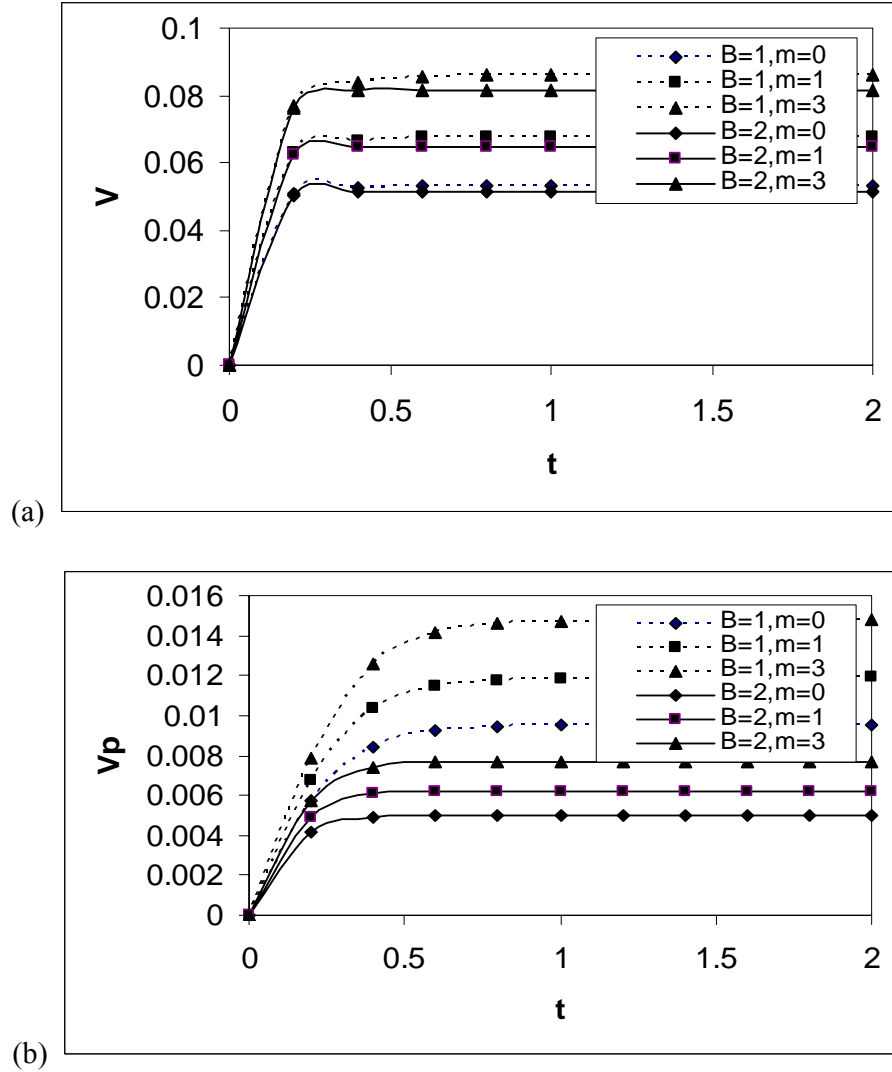 0.1
0.08
0.06
0.04
0.02
0
V
0 0.5 1 1.5 2
t
B=1,m=0
B=1,m=1
B=1,m=3
B=2,m=0
B=2,m=1
B=2,m=3
(a)
0.016
0.014
0.012
0.01
0.008
0.006
0.004
0.002
0
Vp
0 0.5 1 1.5 2
t
B=1,m=0
B=1,m=1
B=1,m=3
B=2,m=0
B=2,m=1
B=2,m=3
(b)